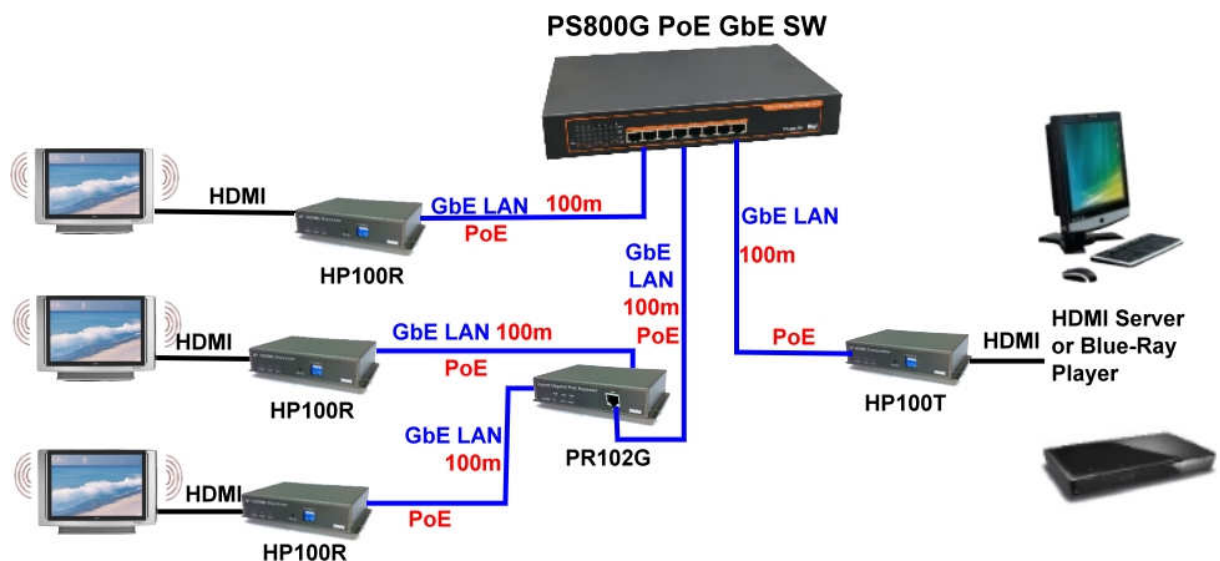 PS800G PoE GbE SW
HDMI
GbE LAN 100m
PoE
HP100R
GbE LAN
100m
PoE
HP100T
HDMI
HDMI Server
or Blue-Ray
Player
GbE
LAN
100m
PoE
HDMI
GbE LAN 100m
PoE
HP100R
PR102G
GbE LAN
100m
HDMI
PoE
HP100R